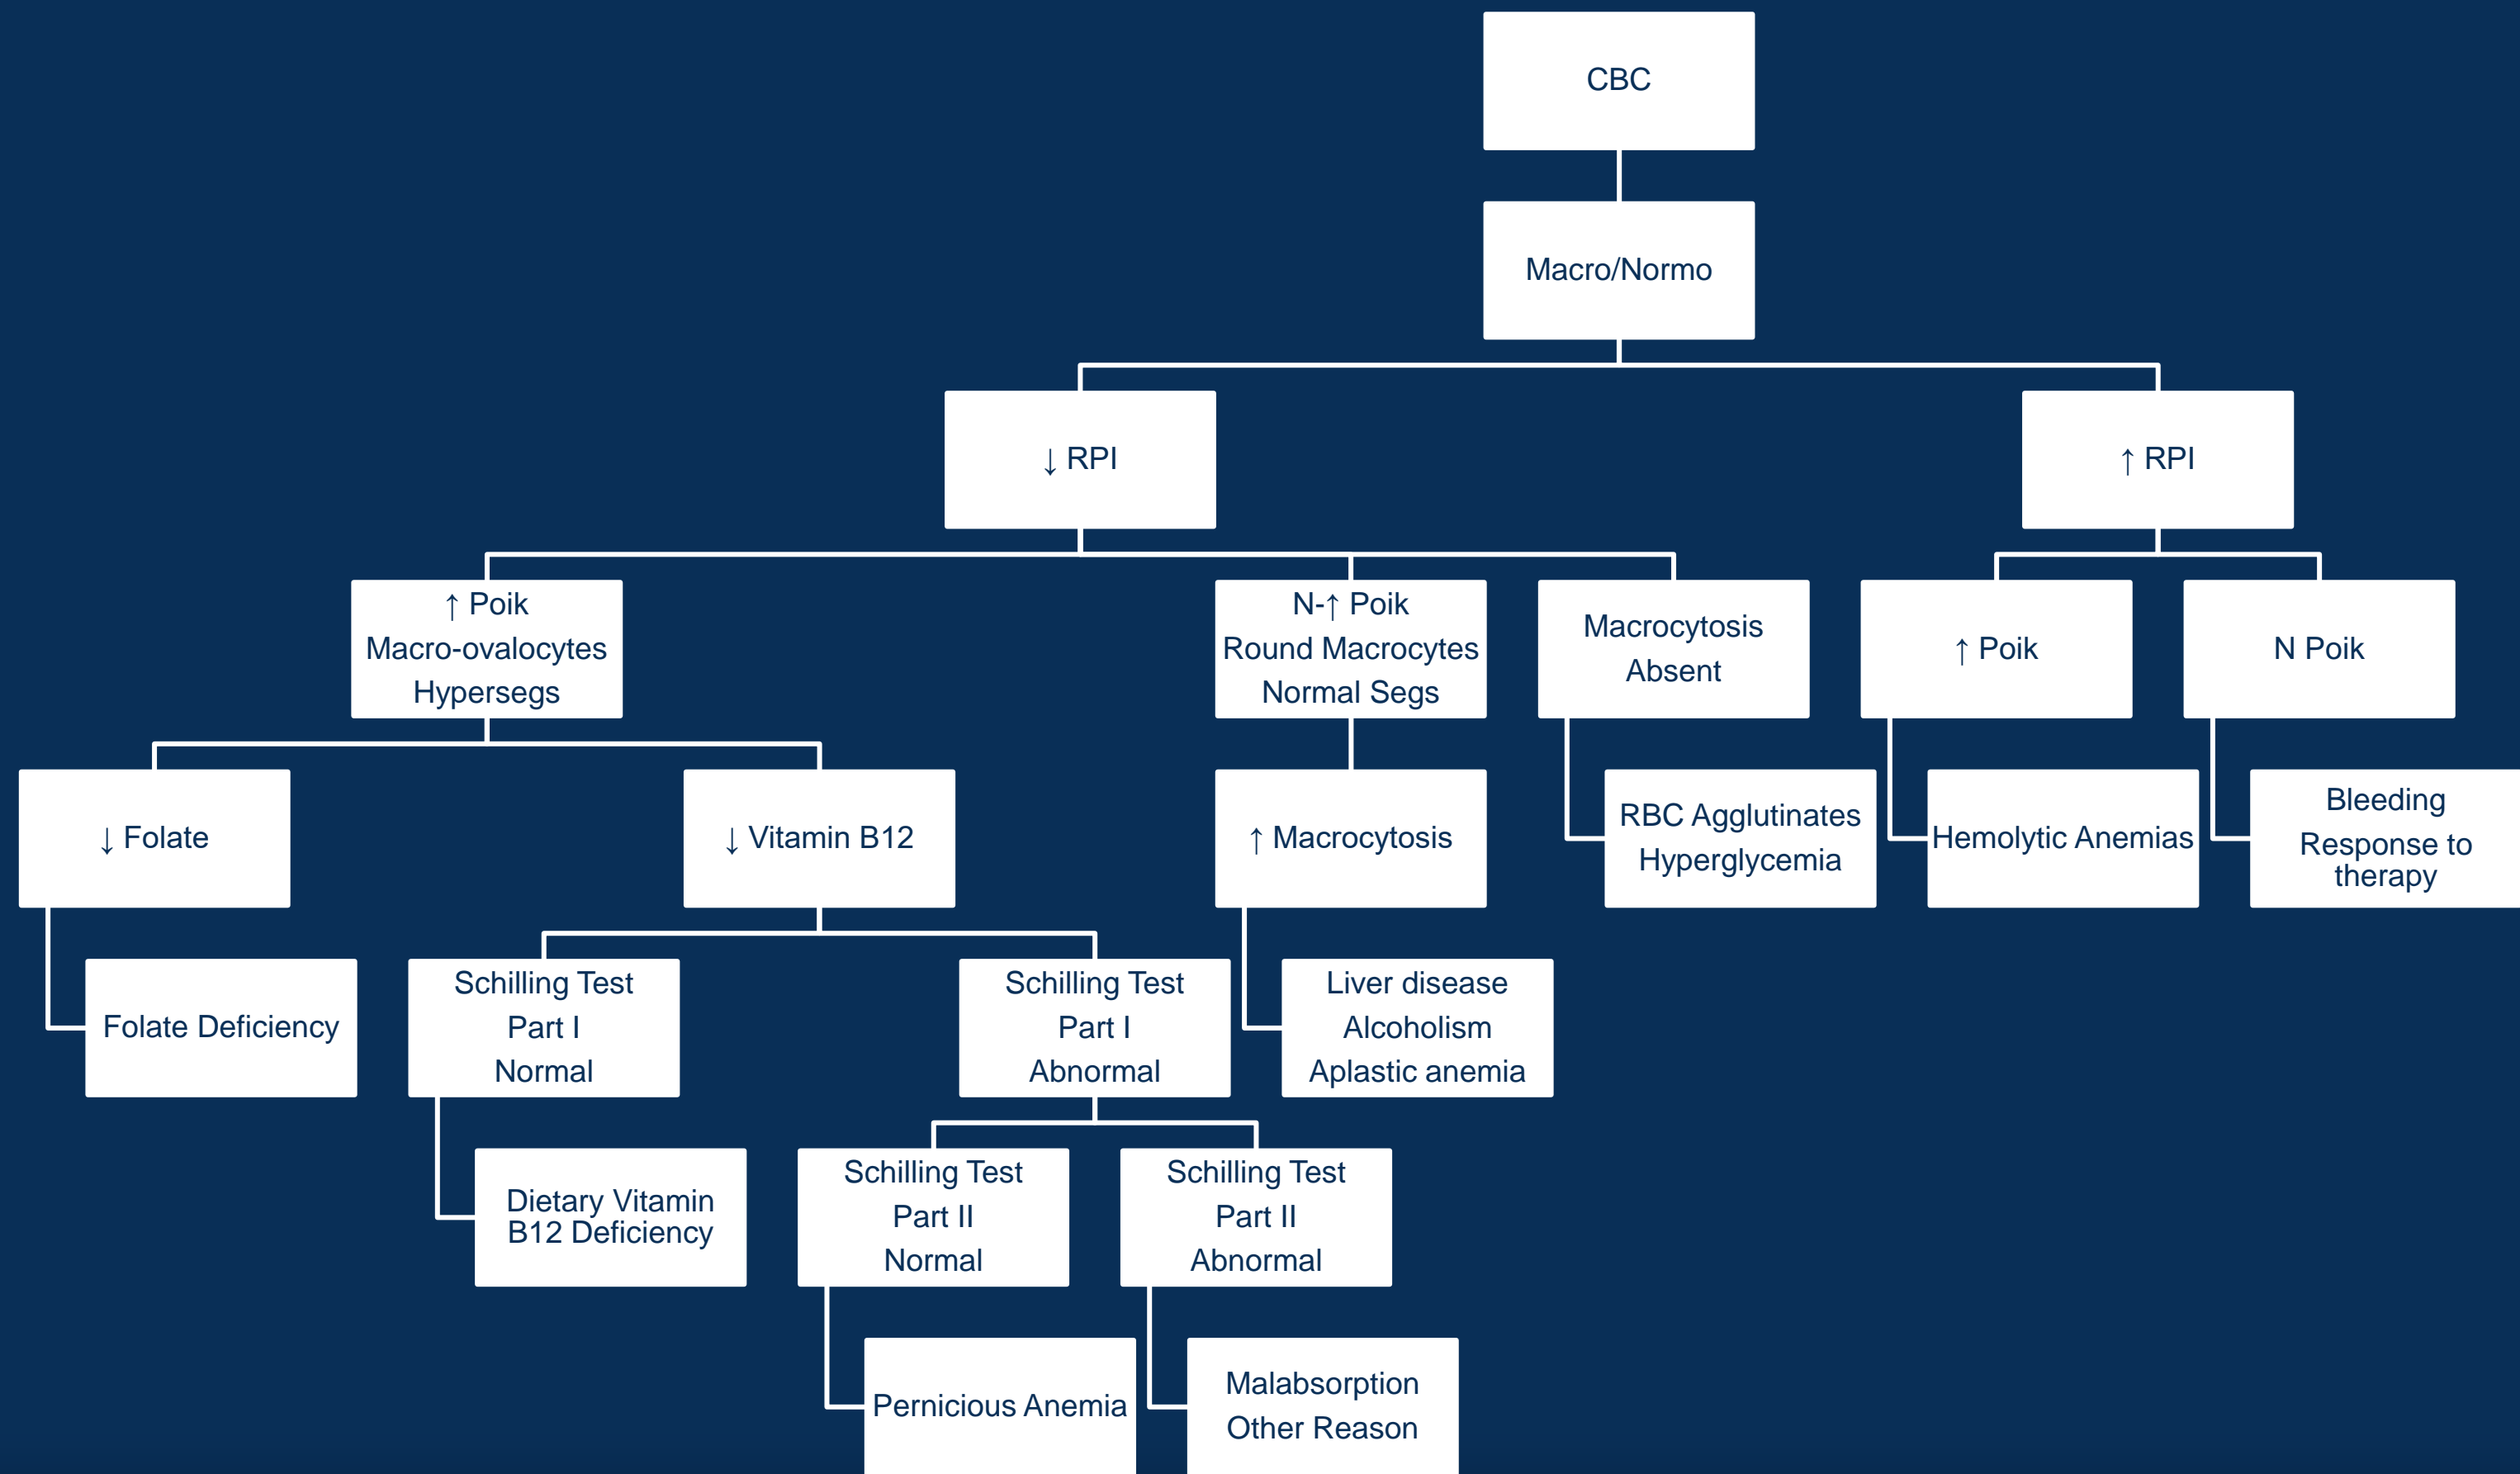 CBC
Macro/Normo
↓ RPI
↑ RPI
↑ Poik
Macro-ovalocytes
Hypersegs
N-↑ Poik
Round Macrocytes
Normal Segs
Macrocytosis
Absent
↑ Poik
N Poik
↓ Folate
↓ Vitamin B12
↑ Macrocytosis
RBC Agglutinates
Hyperglycemia
Hemolytic Anemias
Bleeding
Response to
therapy
Folate Deficiency
Schilling Test
Part I
Normal
Schilling Test
Part I
Abnormal
Liver disease
Alcoholism
Aplastic anemia
Dietary Vitamin
B12 Deficiency
Schilling Test
Part II
Normal
Schilling Test
Part II
Abnormal
Pernicious Anemia
Malabsorption
Other Reason